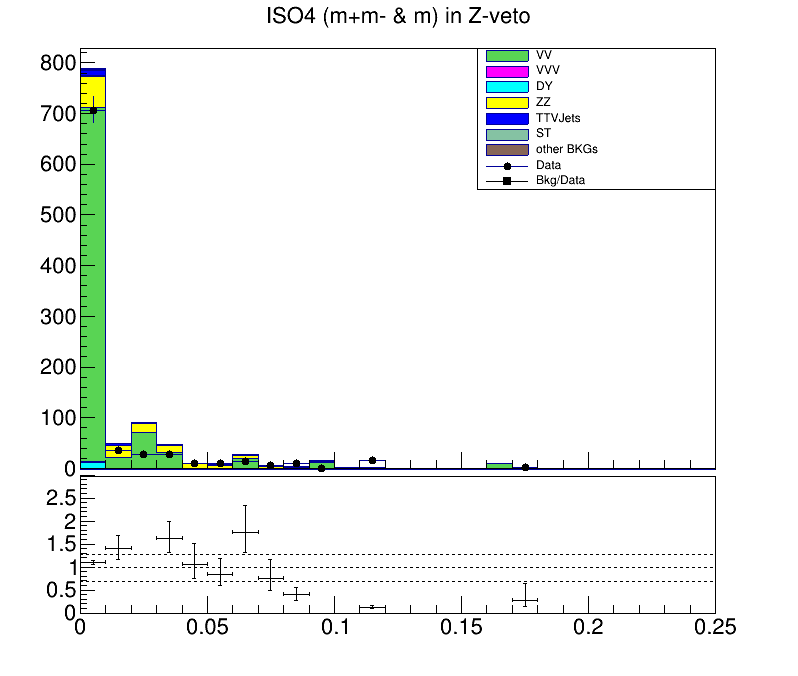 ISO4 (m+m- & m) in Z-veto
800
700
600
500
400
300
200
100
0
VV
VVV
DY
ZZ
TTVJets
ST
other BKGs
Data
Bkg/Data
2.5
2
1.5
1
0.5
0
0 0.05 0.1 0.15 0.2 0.25